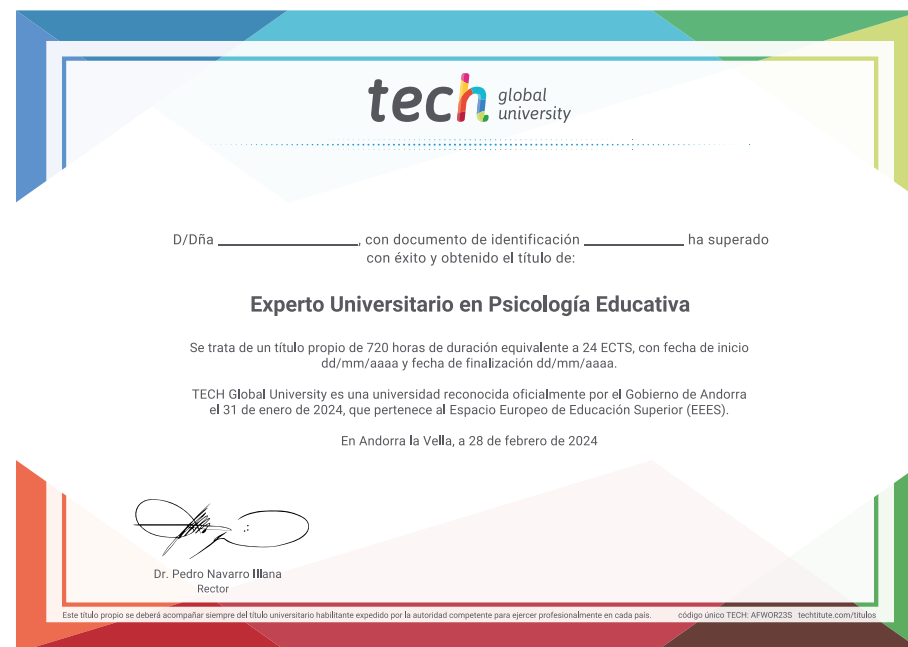 tech global
university
D/Dña ______________, con documento de identificación __________ ha superado
con éxito y obtenido el título de:
Experto Universitario en Psicología Educativa
Se trata de un título propio de 720 horas de duración equivalente a 24 ECTS, con fecha de inicio
dd/mm/aaaa y fecha de finalización dd/mm/aaaa.
TECH Global University es una universidad reconocida oficialmente por el Gobierno de Andorra
el 31 de enero de 2024, que pertenece al Espacio Europeo de Educación Superior (EEES).
En Andorra la Vella, a 28 de febrero de 2024
Dr. Pedro Navarro Illana
Rector
Este título propio se deberá acompañar siempre del título universitario habilitante expedido por la autoridad competente para ejercer profesionalmente en cada país. código único TECH: AFWOR23S techtitute.com/titulos